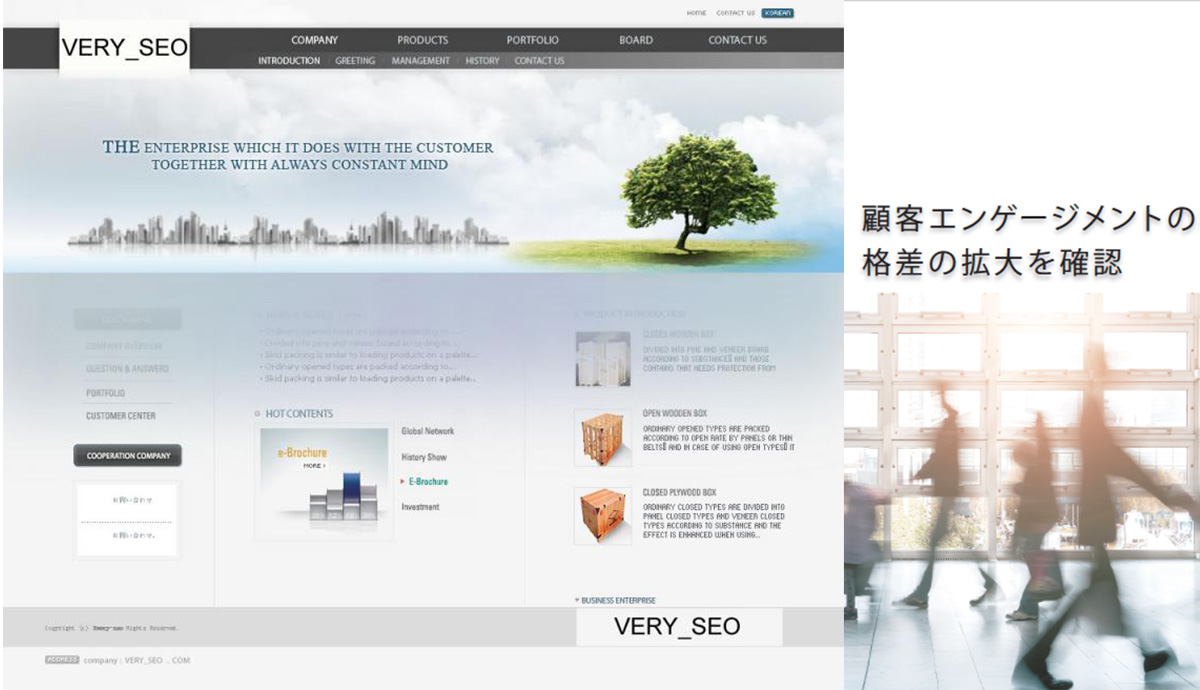 HOME CONTACT US KOREAN
VERY_SEO
COMPANY PRODUCTS PORTFOLIO BOARD CONTACT US
INTRODUCTION GREETING MANAGEMENT HISTORY CONTACT US
THE ENTERPRISE WHICH IT DOES WITH THE CUSTOMER
TOGETHER WITH ALWAYS CONSTANT MIND
COMPANY OVERVIEW
QUESTION & ANSWERS
PORTFOLIO
CUSTOMER CENTER
COOPERATION COMPANY
お問い合わせ.
お問い合わせ.
• Ordinary opened types are packed according to....
• Divided into pine and veneer board according to ....
• Skid packing is similar to loading products on a palette...
• Ordinary opened types are packed according to....
• Skid packing is similar to loading products on a palette...
HOT CONTENTS
e-Brochure
MORE
Global Network
History Show
e-Brochure
Investment
PRODUCT INTRODUCTION
CLOSED WOODEN BOX
DIVIDED INTO PINE AND VENEER BOARD
ACCORDING TO SUBSTANCE AND THOSE
CONTAING THAT NEEDS PROTECTION FROM
OPEN WOODEN BOX
ORDINARY OPENED TYPES ARE PACKED
ACCORDING TO OPEN RATE BY PANELS OR THIN
BELTS AND IN CASE OF USING OPEN TYPES IT
CLOSED PLYWOOD BOX
ORDINARY CLOSED TYPES ARE DIVIDED INTO
PANEL CLOSED TYPES AND VENEER CLOSED
TYPES ACCORDING TO SUBSTANCE AND THE
EFFECT IS ENHANCED WHEN USING...
BUSINESS ENTERPRISE
VERY_SEO
Copyright (c) Rights Reserved.
ADDRESS company : VERY_SEO . COM
顧客エンゲージメントの
格差の拡大を確認